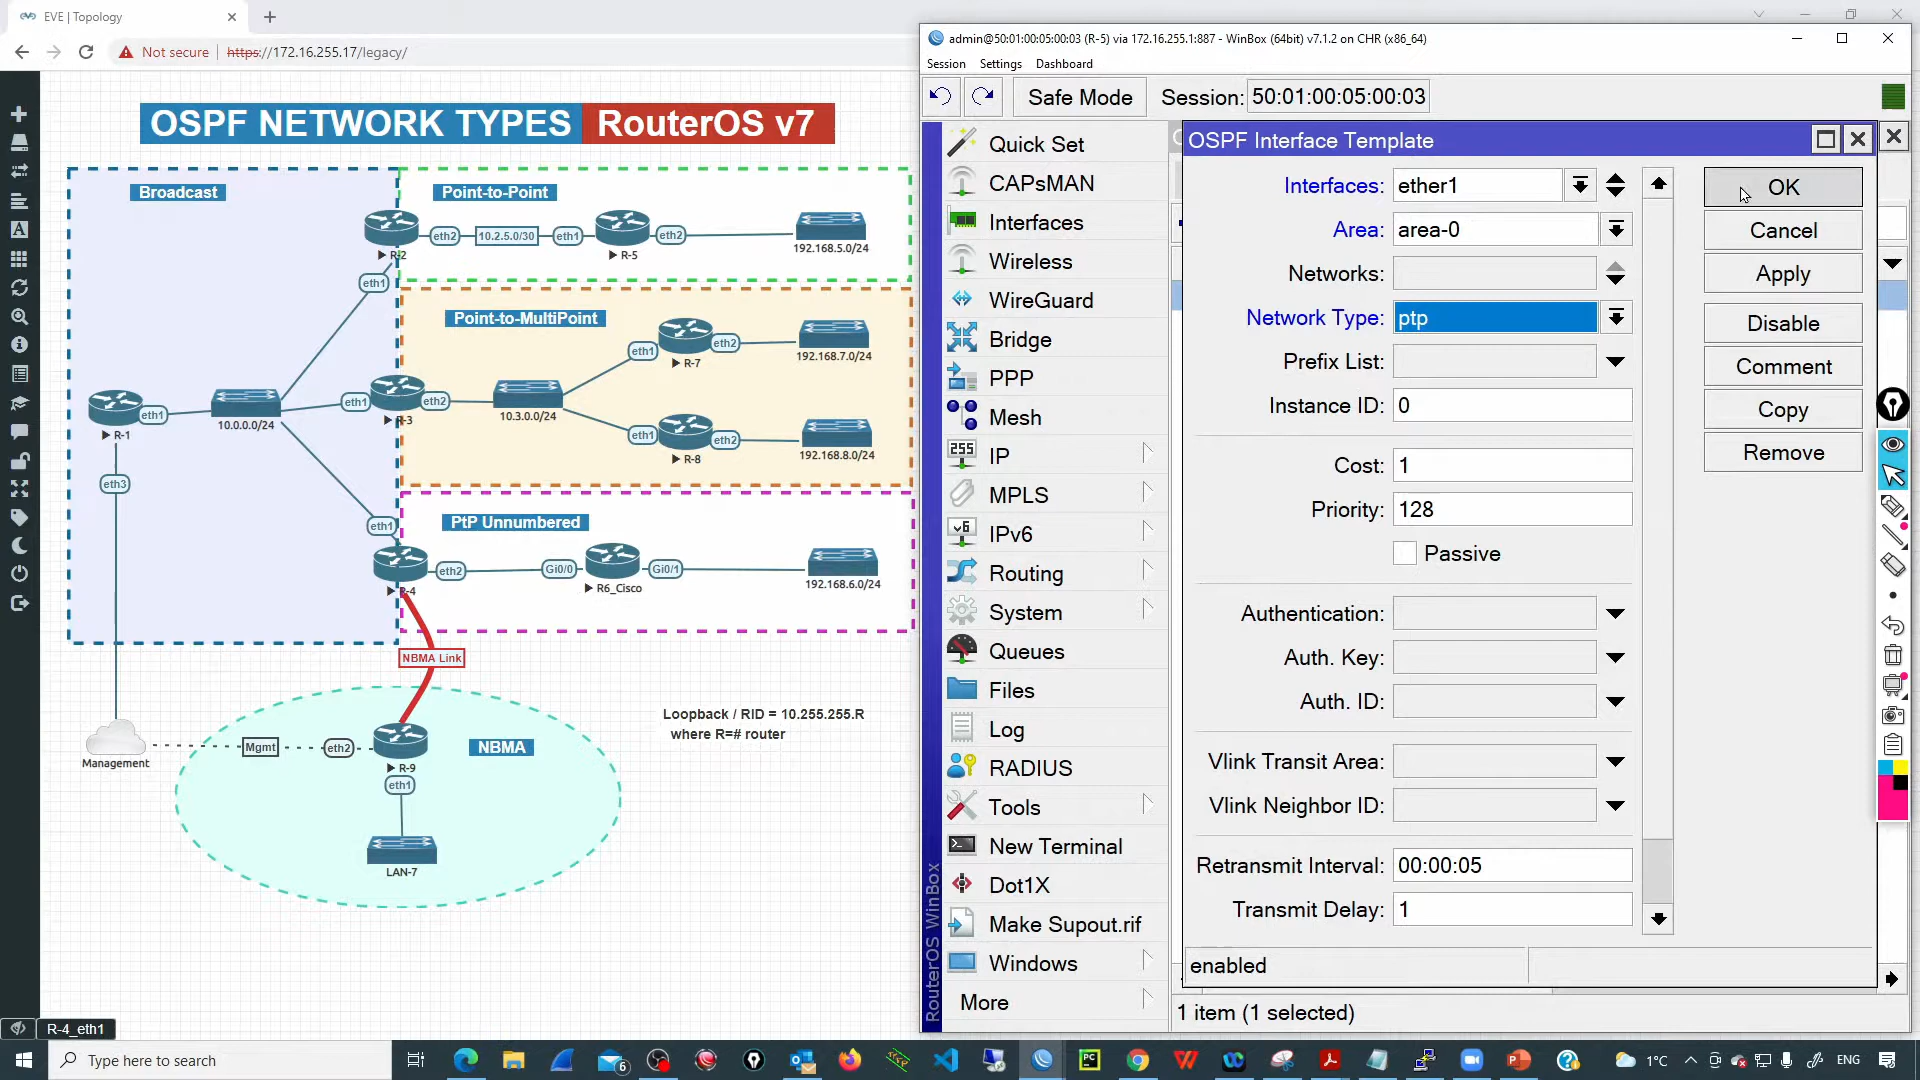 EVE | Topology
Not secure
https://172.16.255.17/legacy/
OSPF NETWORK TYPES RouterOS v7
Broadcast
Point-to-Point
R-2
eth2
10.2.5.0/30
eth1
R-5
eth2
192.168.5.0/24
eth1
Point-to-MultiPoint
R-7
eth1
eth2
192.168.7.0/24
R-1
eth1
10.0.0.0/24
eth1
R-3
eth2
10.3.0.0/24
eth1
R-8
eth2
192.168.8.0/24
eth3
PtP Unnumbered
eth1
R-4
eth2
Gi0/0
R6_Cisco
Gi0/1
192.168.6.0/24
NBMA Link
Loopback / RID = 10.255.255.R
where R=# router
Management
Mgmt
eth2
R-9
NBMA
eth1
LAN-7
R-4_eth1
admin@50:01:00:05:00:03 (R-5) via 172.16.255.1:887 - WinBox (64bit) v7.1.2 on CHR (x86_64)
Session Settings Dashboard
Safe Mode
Session: 50:01:00:05:00:03
Quick Set
CAPsMAN
Interfaces
Wireless
WireGuard
Bridge
PPP
Mesh
255
IP
MPLS
v6
IPv6
Routing
System
Queues
Files
Log
RADIUS
Tools
New Terminal
Dot1X
Make Supout.rif
Windows
More
RouterOS WinBox
OSPF Interface Template
Interfaces: ether1
Area: area-0
Networks:
Network Type: ptp
Prefix List:
Instance ID: 0
Cost: 1
Priority: 128
Passive
Authentication:
Auth. Key:
Auth. ID:
Vlink Transit Area:
Vlink Neighbor ID:
Retransmit Interval: 00:00:05
Transmit Delay: 1
OK
Cancel
Apply
Disable
Comment
Copy
Remove
enabled
1 item (1 selected)
Type here to search
6
PC
1°C
ENG